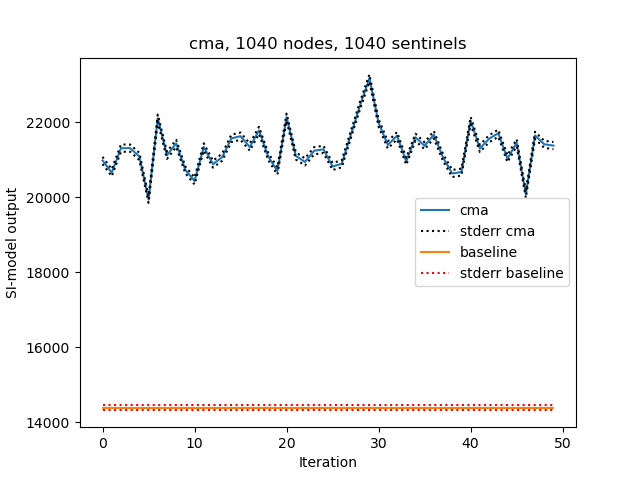 cma, 1040 nodes, 1040 sentinels
SI-model output
22000
20000
18000
16000
14000
cma
stderr cma
baseline
stderr baseline
0 10 20 30 40 50
Iteration